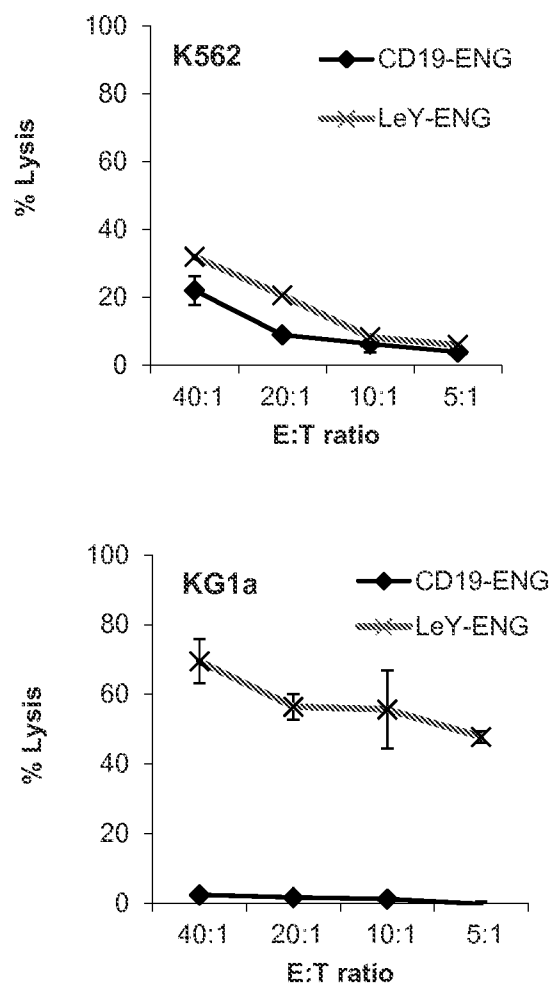 100
80
60
40
20
0
% Lysis
K562
CD19-ENG
LeY-ENG
40:1 20:1 10:1 5:1
E:T ratio
100
80
60
40
20
0
% Lysis
KG1a
CD19-ENG
LeY-ENG
40:1 20:1 10:1 5:1
E:T ratio